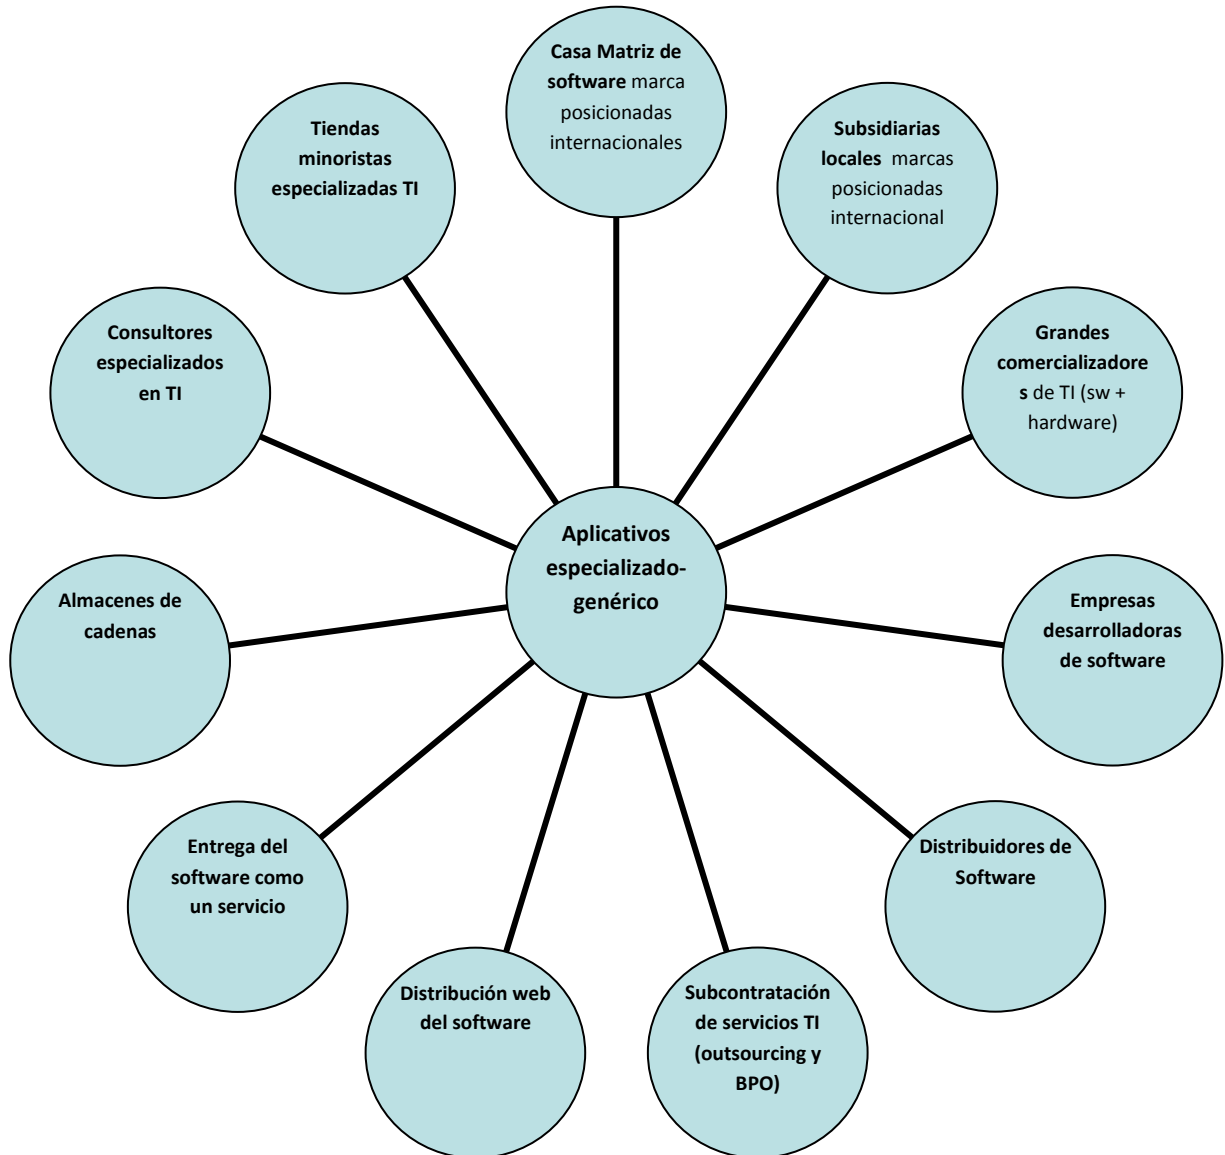 Casa Matriz de
software marca
posicionadas
internacionales
Subsidiarias
locales marcas
posicionadas
internacional
Grandes
comercializadore
s de TI (sw +
hardware)
Empresas
desarrolladoras
de software
Distribuidores de
Software
Subcontratación
de servicios TI
(outsourcing y
BPO)
Distribución web
del software
Entrega del
software como
un servicio
Almacenes de
cadenas
Consultores
especializados
en TI
Tiendas
minoristas
especializadas TI
Aplicativos
especializado-
genérico